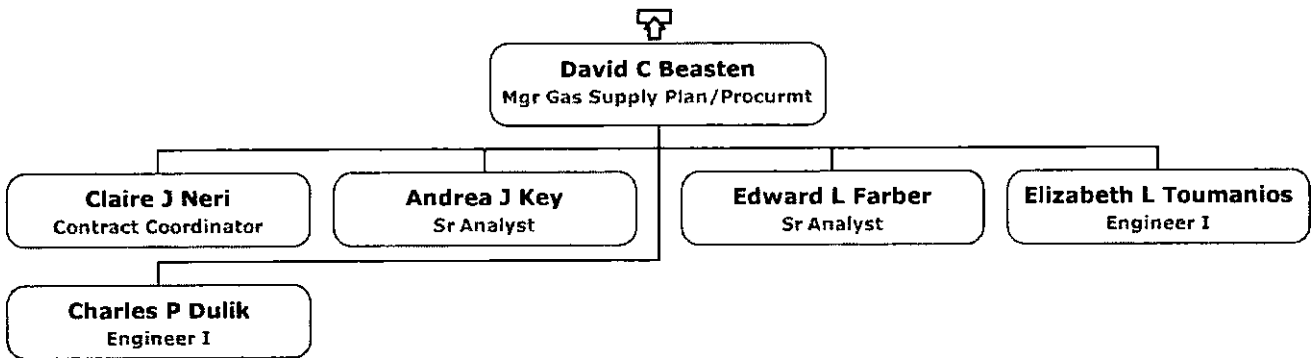 David C Beasten
Mgr Gas Supply Plan/Procurmt
Claire J Neri
Contract Coordinator
Andrea J Key
Sr Analyst
Edward L Farber
Sr Analyst
Elizabeth L Toumanios
Engineer I
Charles P Dulik
Engineer I